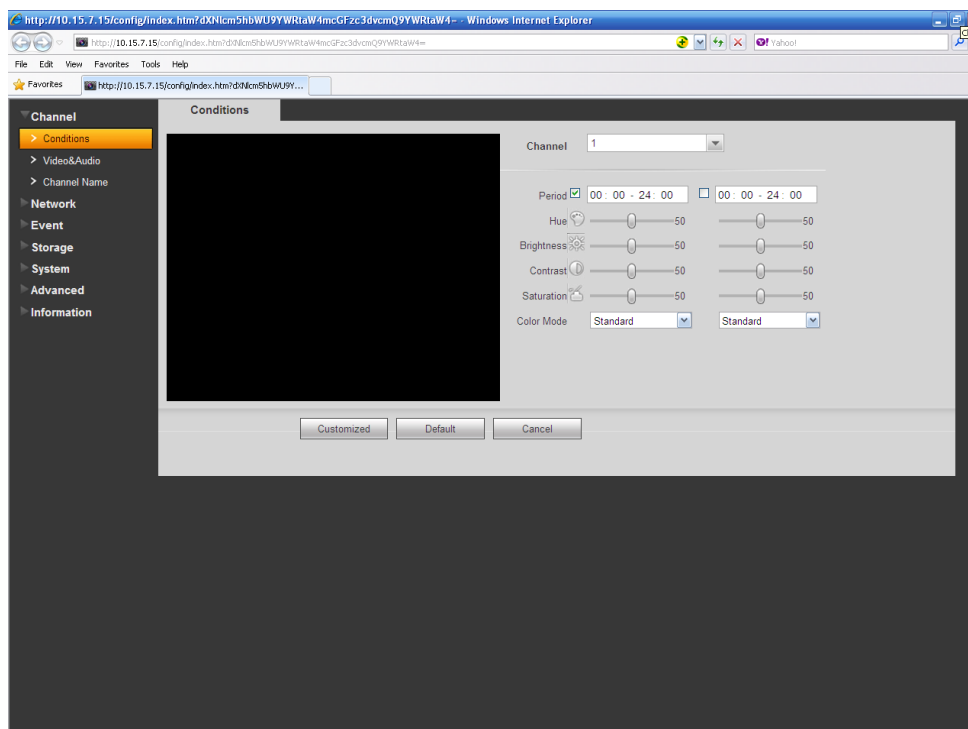 http://10.15.7.15/config/index.htm?dXNlcm5hbWU9YWRtaW4mcGFzc3dvcmQ9YWRtaW4= - Windows Internet Explorer
http://10.15.7.15/config/index.htm?dXNlcm5hbWU9YWRtaW4mcGFzc3dvcmQ9YWRtaW4=
Yahoo!
File Edit View Favorites Tools Help
Favorites
http://10.15.7.15/config/index.htm?dXNlcm5hbWU9Y...
Channel
Conditions
Video&Audio
Channel Name
Network
Event
Storage
System
Advanced
Information
Conditions
Channel 1
Period 00 : 00 - 24 : 00 00 : 00 - 24 : 00
Hue 50 50
Brightness 50 50
Contrast 50 50
Saturation 50 50
Color Mode Standard Standard
Customized Default Cancel